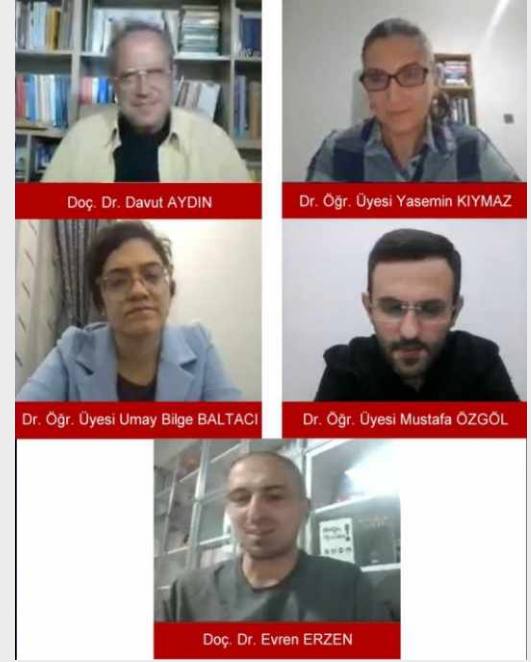 Doç. Dr. Davut AYDIN
Dr. Öğr. Üyesi Yasemin KIYMAZ
Dr. Öğr. Üyesi Umay Bilge BALTACI
Dr. Öğr. Üyesi Mustafa ÖZGÖL
Doç. Dr. Evren ERZEN